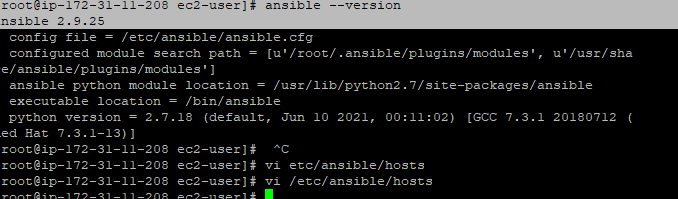 root@ip-172-31-11-208 ec2-user]# ansible --version
nsible 2.9.25
config file = /etc/ansible/ansible.cfg
configured module search path = [u'/root/.ansible/plugins/modules', u'/usr/sha
e/ansible/plugins/modules']
ansible python module location = /usr/lib/python2.7/site-packages/ansible
executable location = /bin/ansible
python version = 2.7.18 (default, Jun 10 2021, 00:11:02) [GCC 7.3.1 20180712 (
ed Hat 7.3.1-13)]
root@ip-172-31-11-208 ec2-user]# ^C
root@ip-172-31-11-208 ec2-user]# vi etc/ansible/hosts
root@ip-172-31-11-208 ec2-user]# vi /etc/ansible/hosts
root@ip-172-31-11-208 ec2-user]#